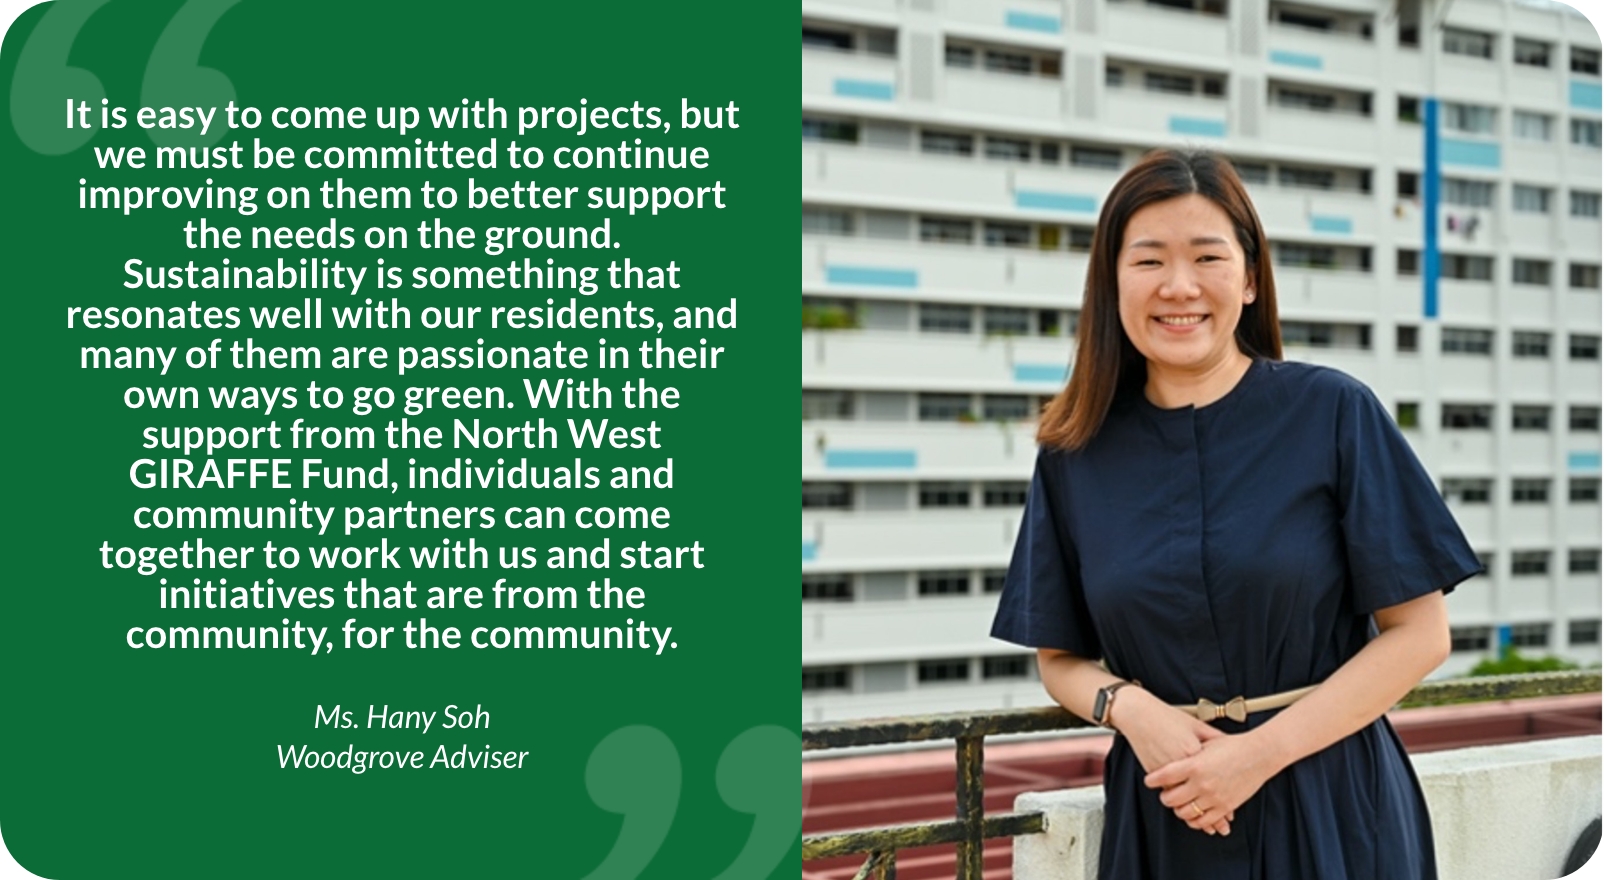 It is easy to come up with projects, but
we must be committed to continue
improving on them to better support
the needs on the ground.
Sustainability is something that
resonates well with our residents, and
many of them are passionate in their
own ways to go green. With the
support from the North West
GIRAFFE Fund, individuals and
community partners can come
together to work with us and start
initiatives that are from the
community, for the community.
Ms. Hany Soh
Woodgrove Adviser